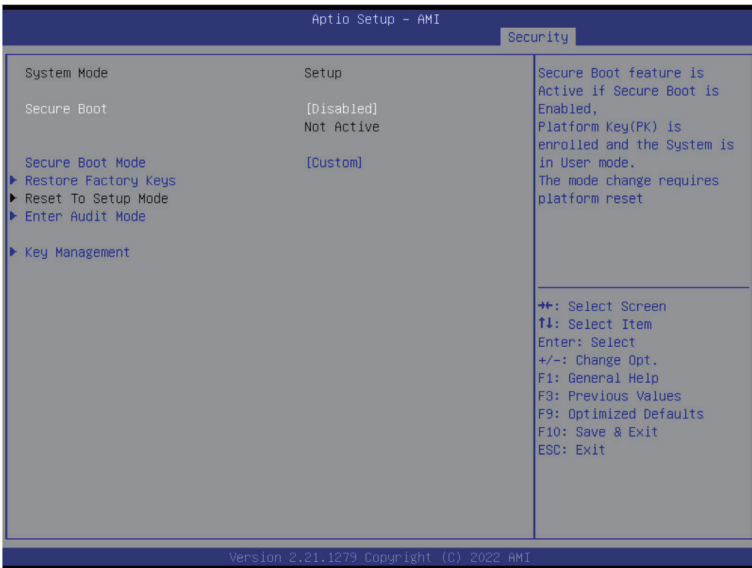 Aptio Setup – AMI
Security
System Mode Setup
Secure Boot [Disabled]
Not Active
Secure Boot Mode [Custom]
Restore Factory Keys
Reset To Setup Mode
Enter Audit Mode
Key Management
Secure Boot feature is
Active if Secure Boot is
Enabled,
Platform Key(PK) is
enrolled and the System is
in User mode.
The mode change requires
platform reset
→←: Select Screen
↑↓: Select Item
Enter: Select
+/-: Change Opt.
F1: General Help
F3: Previous Values
F9: Optimized Defaults
F10: Save & Exit
ESC: Exit
Version 2.21.1279 Copyright (C) 2022 AMI